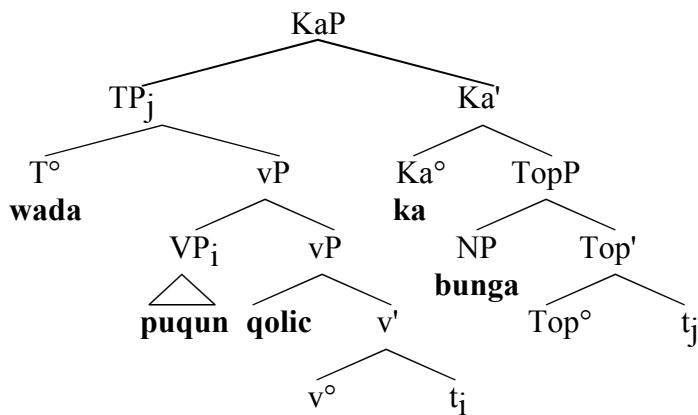 KaP
TPj Ka'
T° vP Ka° TopP
wada ka
VPi vP NP Top'
bunga
puqun qolic v' Top° tj
v° ti